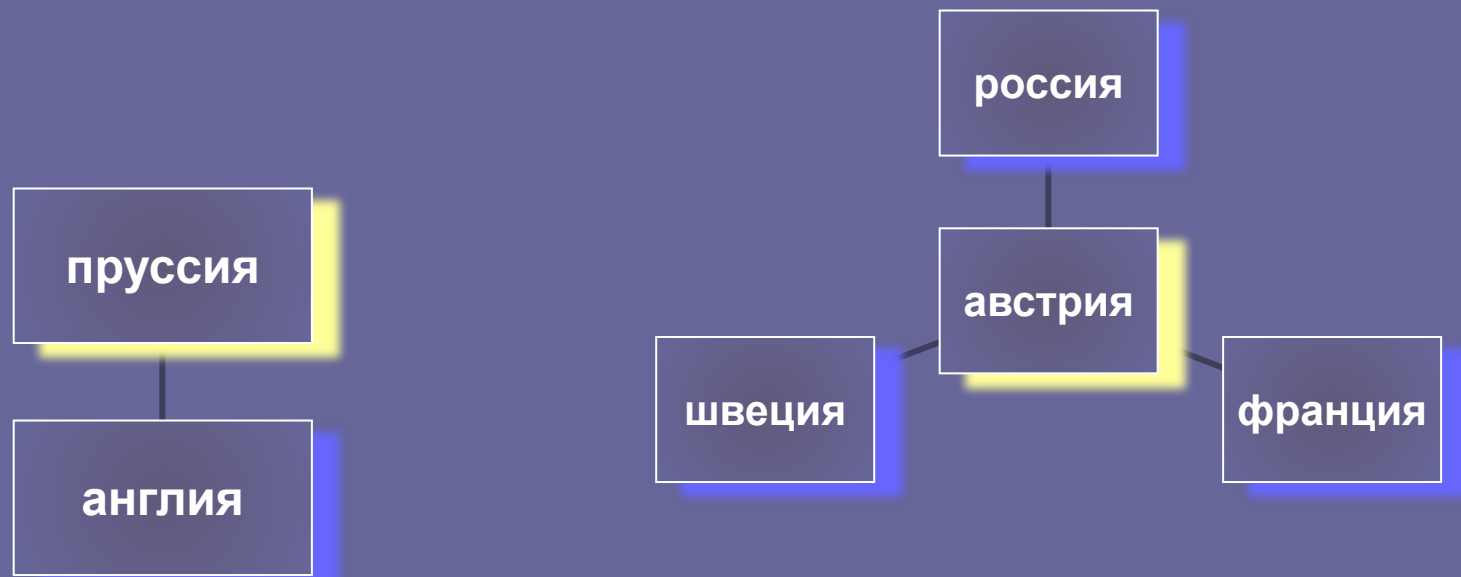 пруссия
англия
россия
австрия
швеция
франция